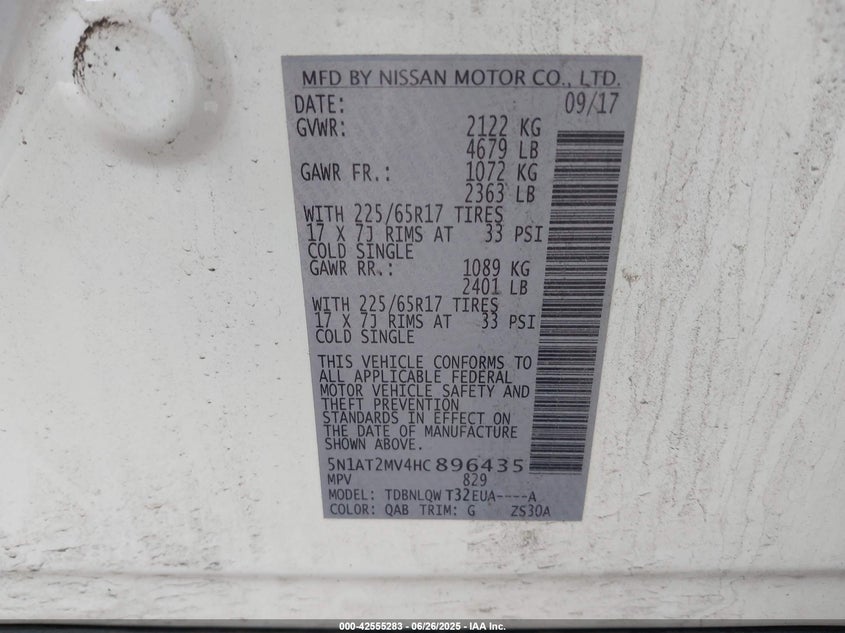 MFD BY NISSAN MOTOR CO., LTD.
DATE: 09/17
GVWR: 2122 KG
4679 LB
GAWR FR.: 1072 KG
2363 LB
WITH 225/65R17 TIRES
17 X 7J RIMS AT 33 PSI
COLD SINGLE
GAWR RR.: 1089 KG
2401 LB
WITH 225/65R17 TIRES
17 X 7J RIMS AT 33 PSI
COLD SINGLE
THIS VEHICLE CONFORMS TO
ALL APPLICABLE FEDERAL
MOTOR VEHICLE SAFETY AND
THEFT PREVENTION
STANDARDS IN EFFECT ON
THE DATE OF MANUFACTURE
SHOWN ABOVE.
5N1AT2MV4HC896435
MPV 829
MODEL: TDBNLQW T32EUA----A
COLOR: QAB TRIM: G ZS30A
000-42555283 - 06/26/2025 - IAA Inc.